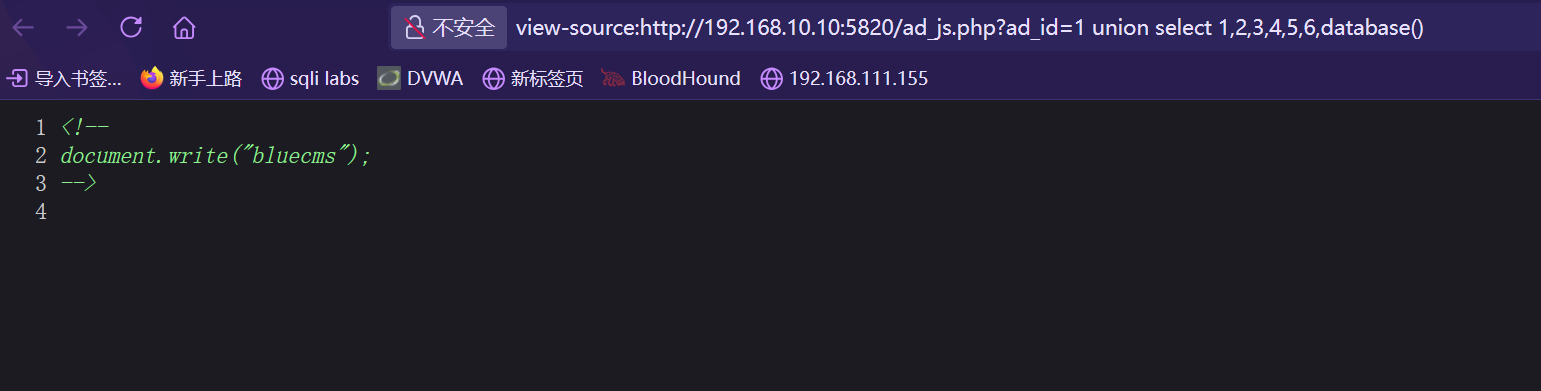 不安全 view-source:http://192.168.10.10:5820/ad_js.php?ad_id=1 union select 1,2,3,4,5,6,database()
导入书签... 新手上路 sqli labs DVWA 新标签页 BloodHound 192.168.111.155
1 <!--
2 document.write("bluecms");
3 -->
4